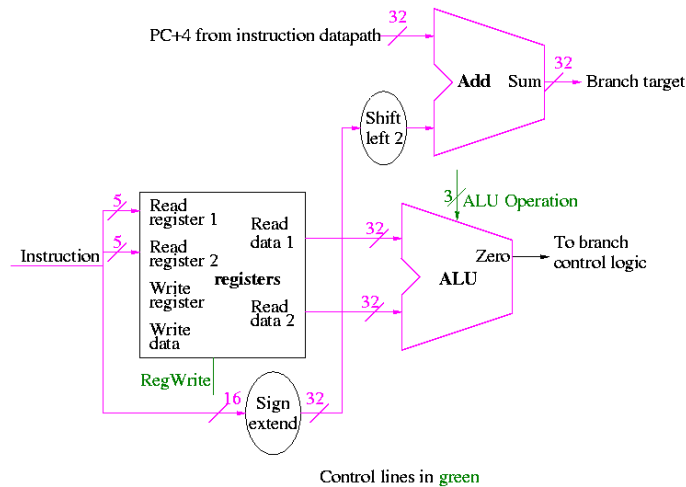 32
PC+4 from instruction datapath
Add
Sum
32
Branch target
Shift
left 2
3
ALU Operation
5
Read
register 1
Read
data 1
32
5
Read
register 2
Instruction
registers
Write
register
Write
data
Read
data 2
32
Zero
ALU
To branch
control logic
RegWrite
16
Sign
extend
32
Control lines in green